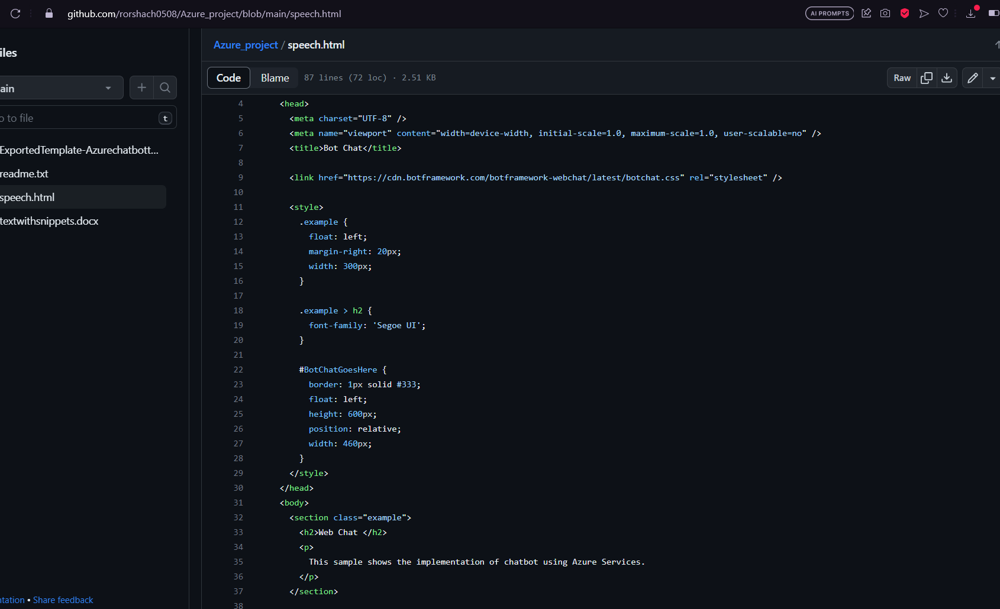 github.com/rorshach0508/Azure_project/blob/main/speech.html
AI PROMPTS
iles
ain
o to file
t
ExportedTemplate-Azurechatbott...
readme.txt
speech.html
textwithsnippets.docx
ntation • Share feedback
Azure_project / speech.html
Code Blame 87 lines (72 loc) · 2.51 KB
Raw
4 <head>
5 <meta charset="UTF-8" />
6 <meta name="viewport" content="width=device-width, initial-scale=1.0, maximum-scale=1.0, user-scalable=no" />
7 <title>Bot Chat</title>
8
9 <link href="https://cdn.botframework.com/botframework-webchat/latest/botchat.css" rel="stylesheet" />
10
11 <style>
12 .example {
13 float: left;
14 margin-right: 20px;
15 width: 300px;
16 }
17
18 .example > h2 {
19 font-family: 'Segoe UI';
20 }
21
22 #BotChatGoesHere {
23 border: 1px solid #333;
24 float: left;
25 height: 600px;
26 position: relative;
27 width: 460px;
28 }
29 </style>
30 </head>
31 <body>
32 <section class="example">
33 <h2>Web Chat </h2>
34 <p>
35 This sample shows the implementation of chatbot using Azure Services.
36 </p>
37 </section>
38